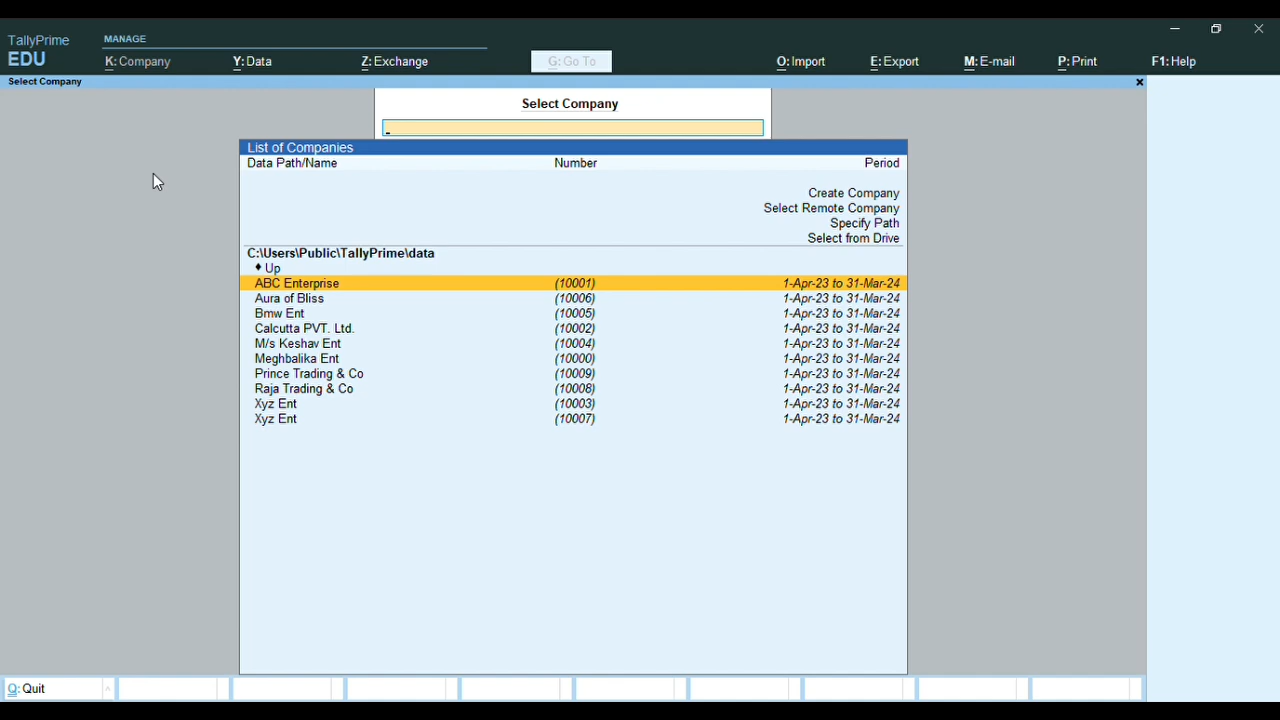 TallyPrime
EDU
MANAGE
K: Company Y: Data Z: Exchange G: Go To O: Import E: Export M: E-mail P: Print F1: Help
Select Company
Select Company
List of Companies
Data Path/Name Number Period
Create Company
Select Remote Company
Specify Path
Select from Drive
C:\Users\Public\TallyPrime\data
♦ Up
ABC Enterprise (10001) 1-Apr-23 to 31-Mar-24
Aura of Bliss (10006) 1-Apr-23 to 31-Mar-24
Bmw Ent (10005) 1-Apr-23 to 31-Mar-24
Calcutta PVT. Ltd. (10002) 1-Apr-23 to 31-Mar-24
M/s Keshav Ent (10004) 1-Apr-23 to 31-Mar-24
Meghbalika Ent (10000) 1-Apr-23 to 31-Mar-24
Prince Trading & Co (10009) 1-Apr-23 to 31-Mar-24
Raja Trading & Co (10008) 1-Apr-23 to 31-Mar-24
Xyz Ent (10003) 1-Apr-23 to 31-Mar-24
Xyz Ent (10007) 1-Apr-23 to 31-Mar-24
Q: Quit